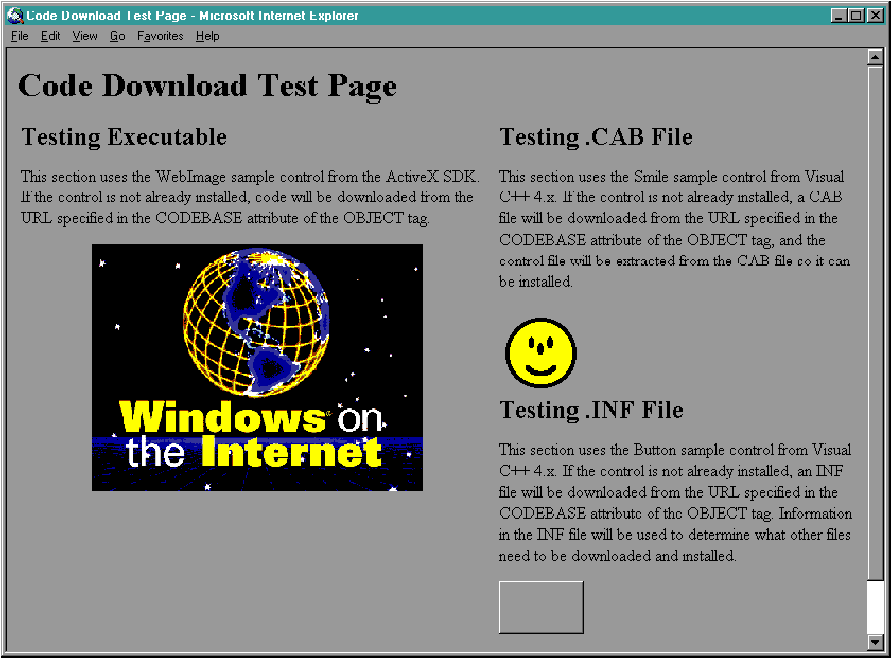 Code Download Test Page - Microsoft Internet Explorer
File Edit View Go Favorites Help
Code Download Test Page
Testing Executable
This section uses the WebImage sample control from the ActiveX SDK.
If the control is not already installed, code will be downloaded from the
URL specified in the CODEBASE attribute of the OBJECT tag.
Windows on
the Internet
Testing .CAB File
This section uses the Smile sample control from Visual
C++ 4.x. If the control is not already installed, a CAB
file will be downloaded from the URL specified in the
CODEBASE attribute of the OBJECT tag, and the
control file will be extracted from the CAB file so it can
be installed.
Testing .INF File
This section uses the Button sample control from Visual
C++ 4.x. If the control is not already installed, an INF
file will be downloaded from the URL specified in the
CODEBASE attribute of the OBJECT tag. Information
in the INF file will be used to determine what other files
need to be downloaded and installed.